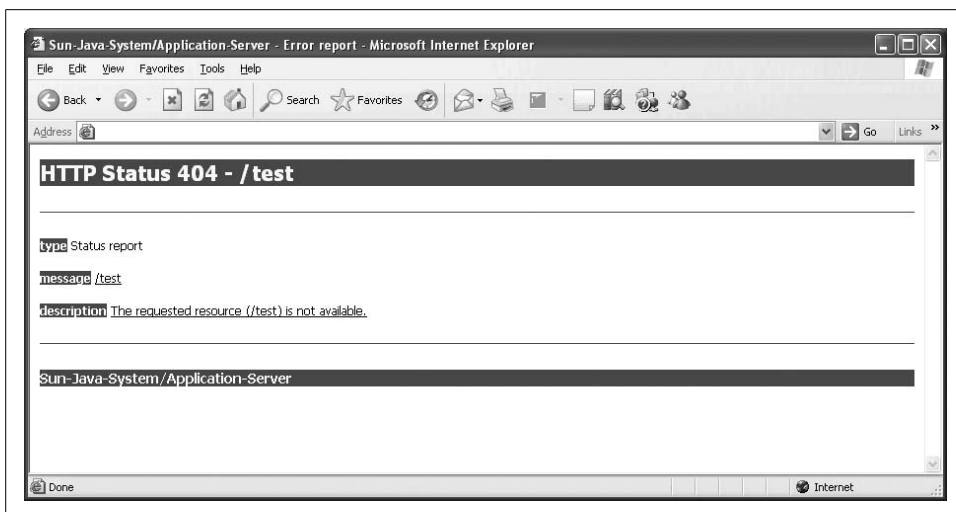 Sun-Java-System/Application-Server - Error report - Microsoft Internet Explorer
File Edit View Favorites Tools Help
Back Search Favorites
Address Go Links »
HTTP Status 404 - /test
type Status report
message /test
description The requested resource (/test) is not available.
Sun-Java-System/Application-Server
Done Internet